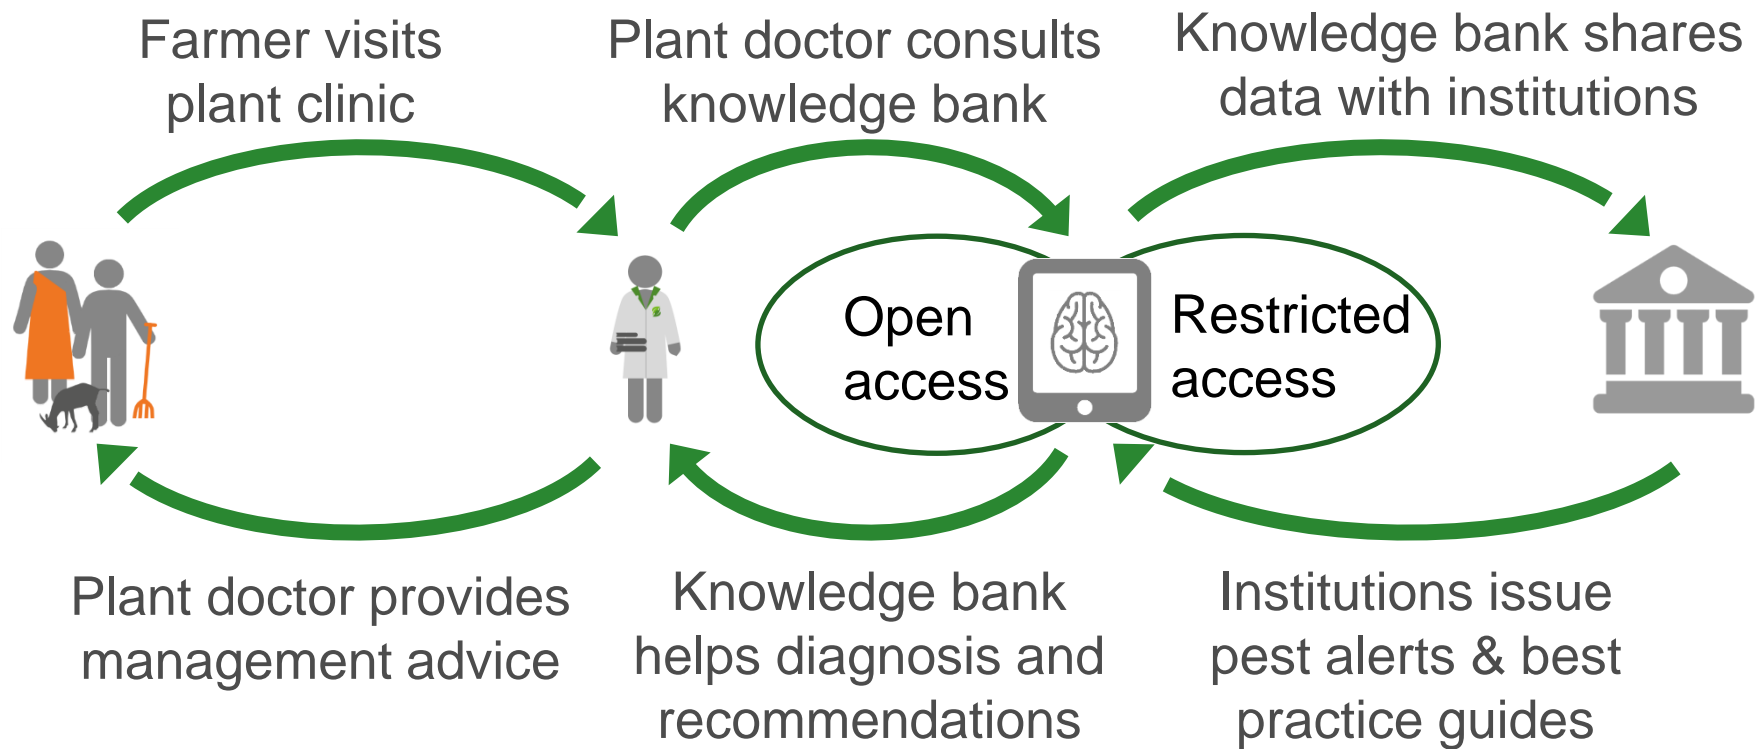 Farmer visits
plant clinic
Plant doctor consults
knowledge bank
Knowledge bank shares
data with institutions
Open
access
Restricted
access
Plant doctor provides
management advice
Knowledge bank
helps diagnosis and
recommendations
Institutions issue
pest alerts & best
practice guides